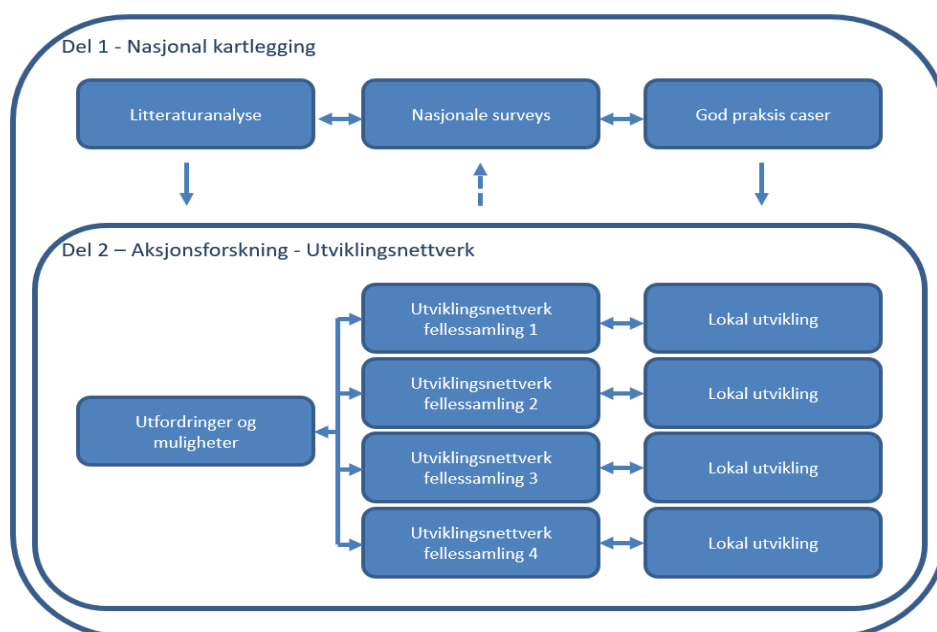 Del 1 - Nasjonal kartlegging
Litteraturanalyse
Nasjonale surveys
God praksis caser
Del 2 – Aksjonsforskning - Utviklingsnettverk
Utviklingsnettverk
fellessamling 1
Lokal utvikling
Utviklingsnettverk
fellessamling 2
Lokal utvikling
Utfordringer og
muligheter
Utviklingsnettverk
fellessamling 3
Lokal utvikling
Utviklingsnettverk
fellessamling 4
Lokal utvikling